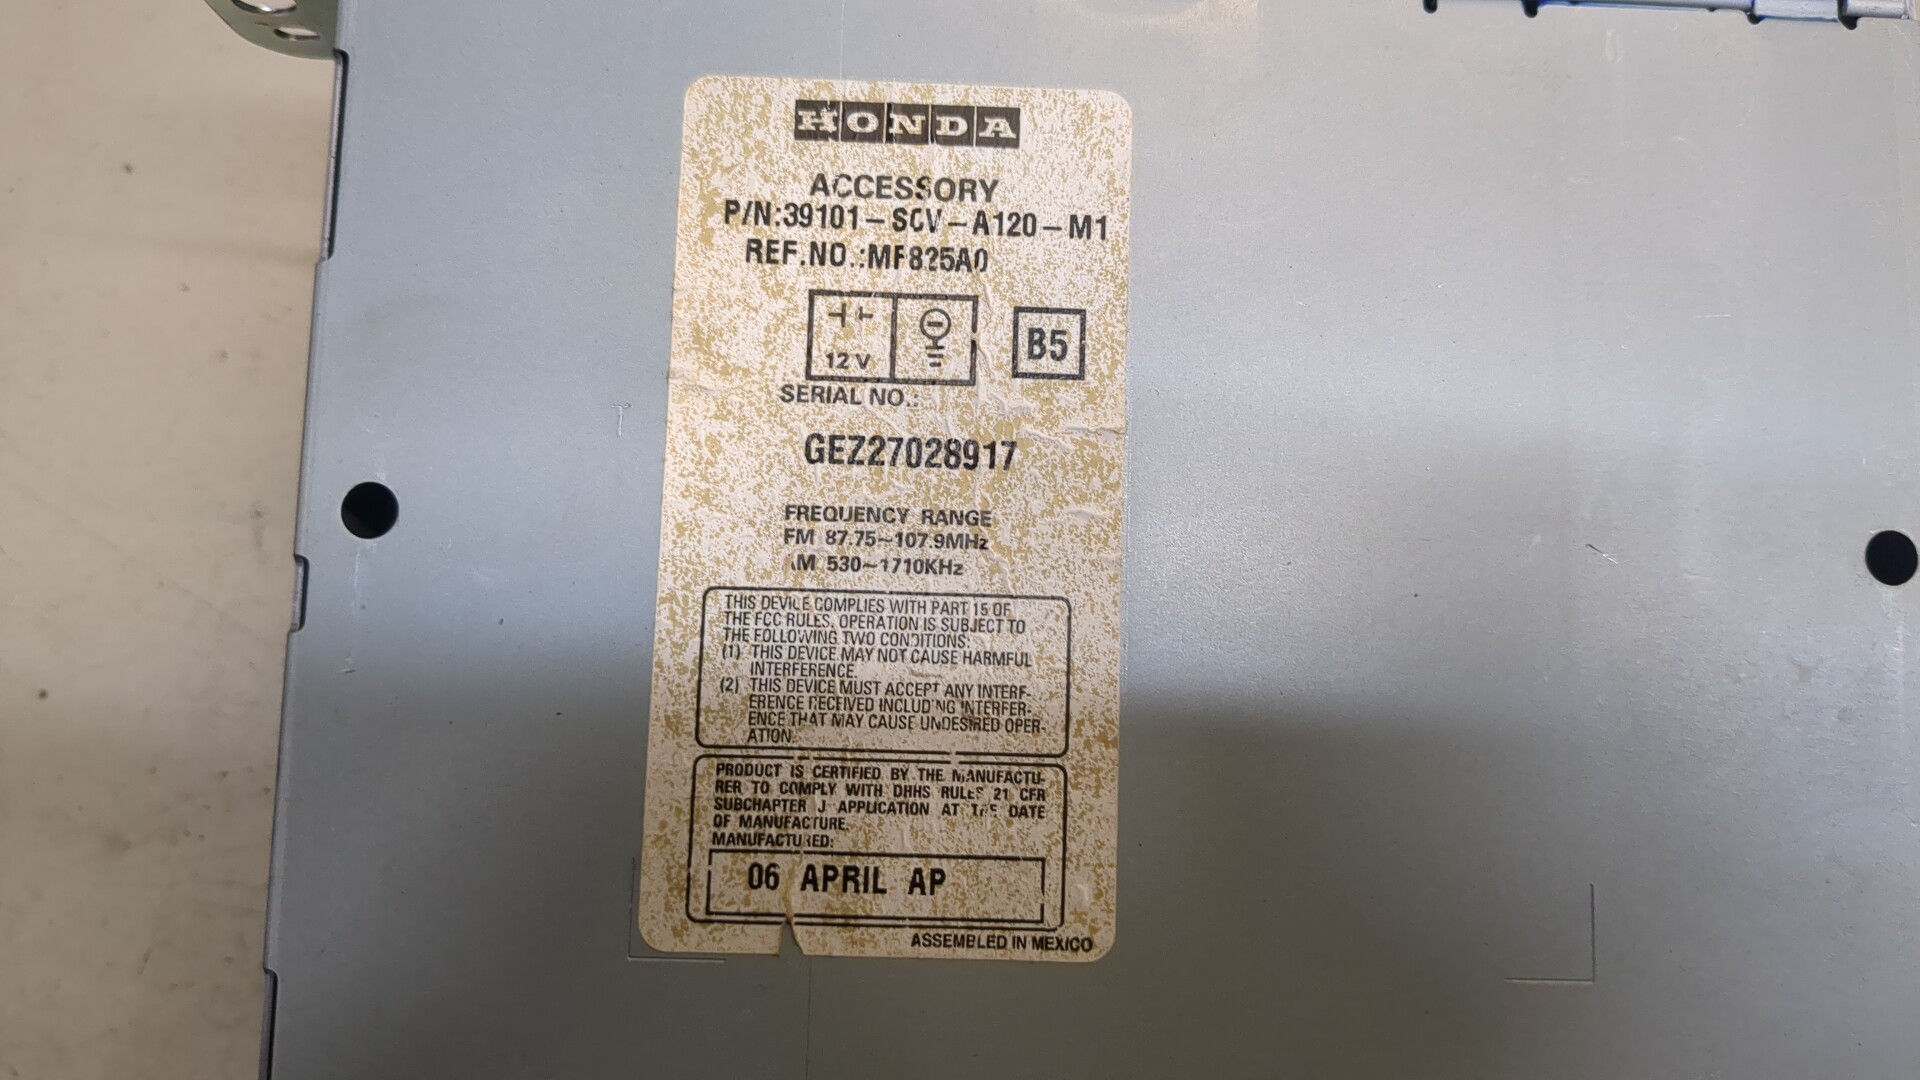 HONDA
ACCESSORY
P/N:39101-SCV-A120-M1
REF.NO.:MF825A0
12V
B5
SERIAL NO.:
GEZ27028917
FREQUENCY RANGE
FM 87.75~107.9MHz
AM 530~1710KHz
THIS DEVICE COMPLIES WITH PART 15 OF
THE FCC RULES. OPERATION IS SUBJECT TO
THE FOLLOWING TWO CONDITIONS:
(1) THIS DEVICE MAY NOT CAUSE HARMFUL
INTERFERENCE.
(2) THIS DEVICE MUST ACCEPT ANY INTERF-
ERENCE RECEIVED INCLUDING INTERFER-
ENCE THAT MAY CAUSE UNDESIRED OPER-
ATION.
PRODUCT IS CERTIFIED BY THE MANUFACTU-
RER TO COMPLY WITH DHHS RULES 21 CFR
SUBCHAPTER J APPLICATION AT THE DATE
OF MANUFACTURE.
MANUFACTURED:
06 APRIL AP
ASSEMBLED IN MEXICO